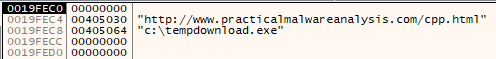 0019FEC0 00000000
0019FEC4 00405030 "http://www.practicalmalwareanalysis.com/cpp.html"
0019FEC8 00405064 "c:\tempdownload.exe"
0019FECC 00000000
0019FED0 00000000